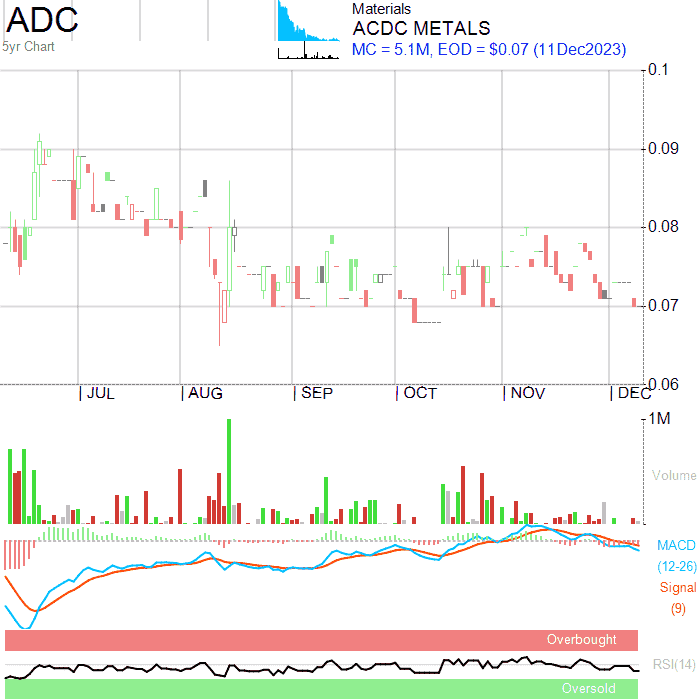 ADC
5yr Chart
Materials
ACDC METALS
MC = 5.1M, EOD = $0.07 (11Dec2023)
0.1
0.09
0.08
0.07
0.06
JUL AUG SEP OCT NOV DEC
1M
Volume
MACD
(12-26)
Signal
(9)
Overbought
RSI(14)
Oversold